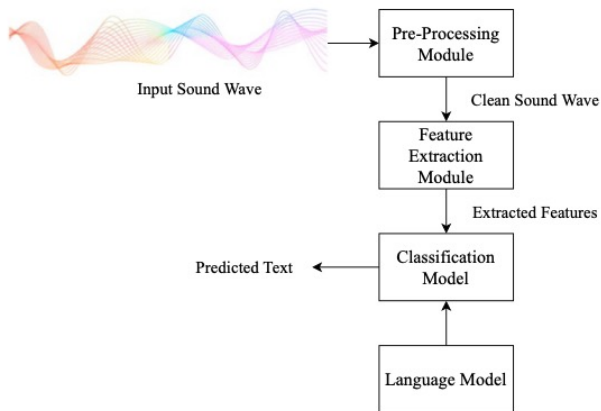 Pre-Processing
Module
Input Sound Wave
Clean Sound Wave
Feature
Extraction
Module
Extracted Features
Classification
Model
Predicted Text
Language Model